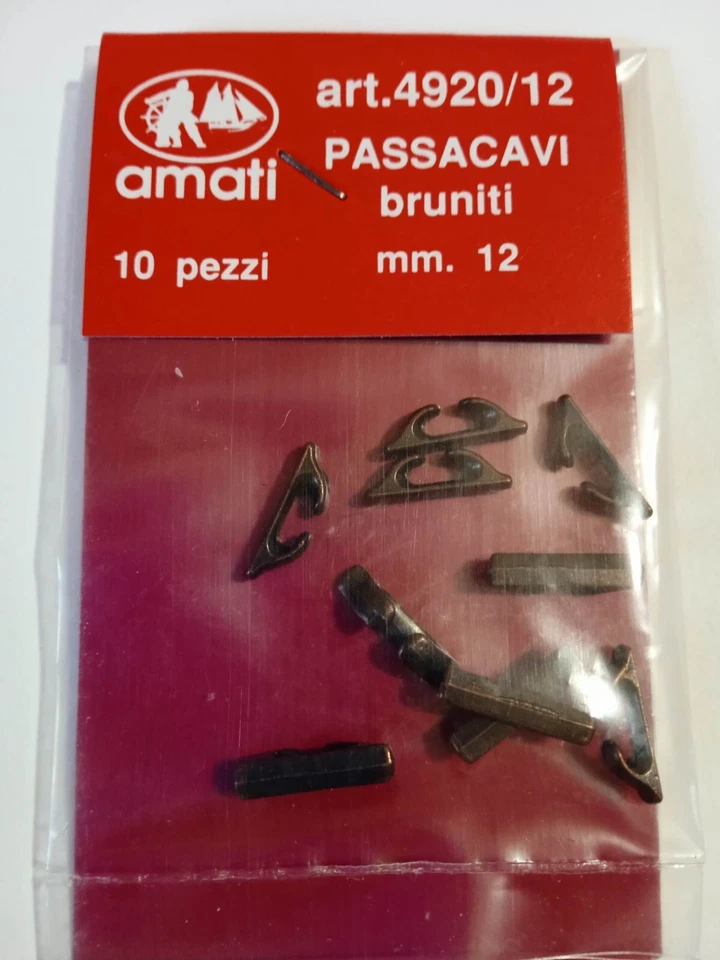 amati
art.4920/12
PASSACAVI
bruniti
10 pezzi
mm. 12